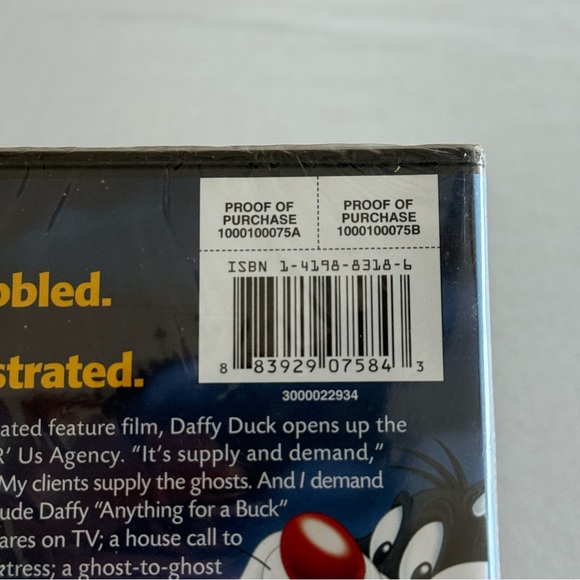 PROOF OF PURCHASE 1000100075A
PROOF OF PURCHASE 1000100075B
ISBN 1-4198-8318-6
8 83929 07584 3
3000022934
bbled.
strated.
ated feature film, Daffy Duck opens up the
R' Us Agency. "It's supply and demand,"
My clients supply the ghosts. And I demand
ude Daffy "Anything for a Buck"
ares on TV; a house call to
tress; a ghost-to-ghost